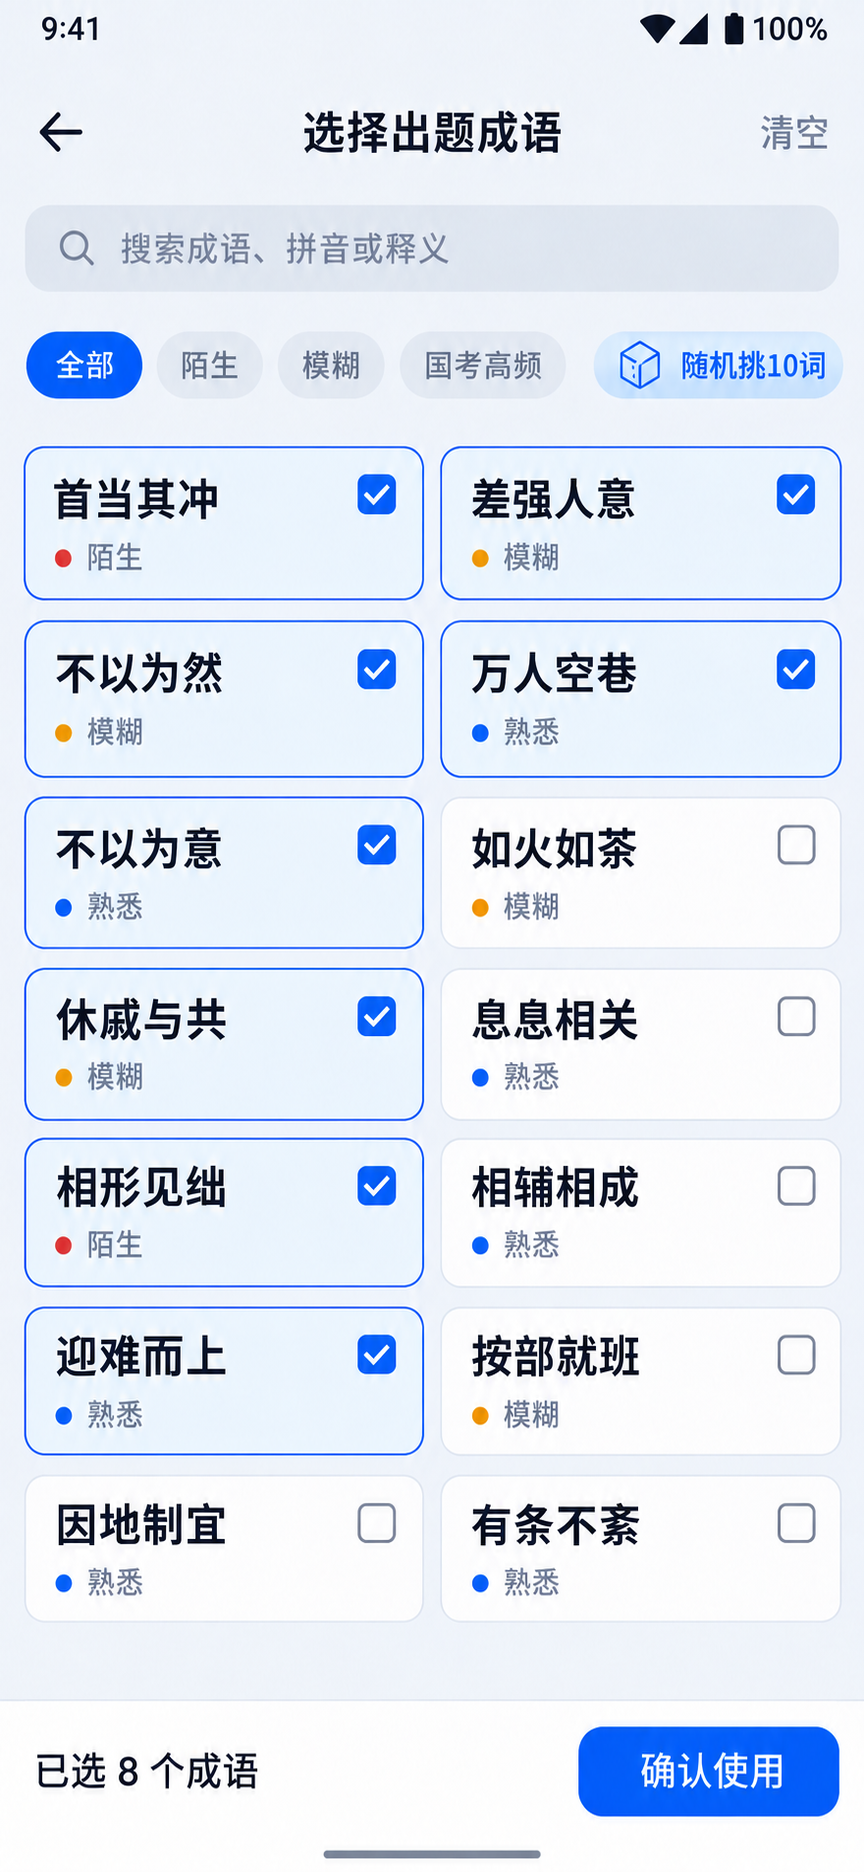 9:41 100%
选择出题成语 清空
搜索成语、拼音或释义
全部 陌生 模糊 国考高频 随机挑10词
首当其冲 差强人意
陌生 模糊
不以为然 万人空巷
模糊 熟悉
不以为意 如火如荼
熟悉 模糊
休戚与共 息息相关
模糊 熟悉
相形见绌 相辅相成
陌生 熟悉
迎难而上 按部就班
熟悉 模糊
因地制宜 有条不紊
熟悉 熟悉
已选 8 个成语 确认使用